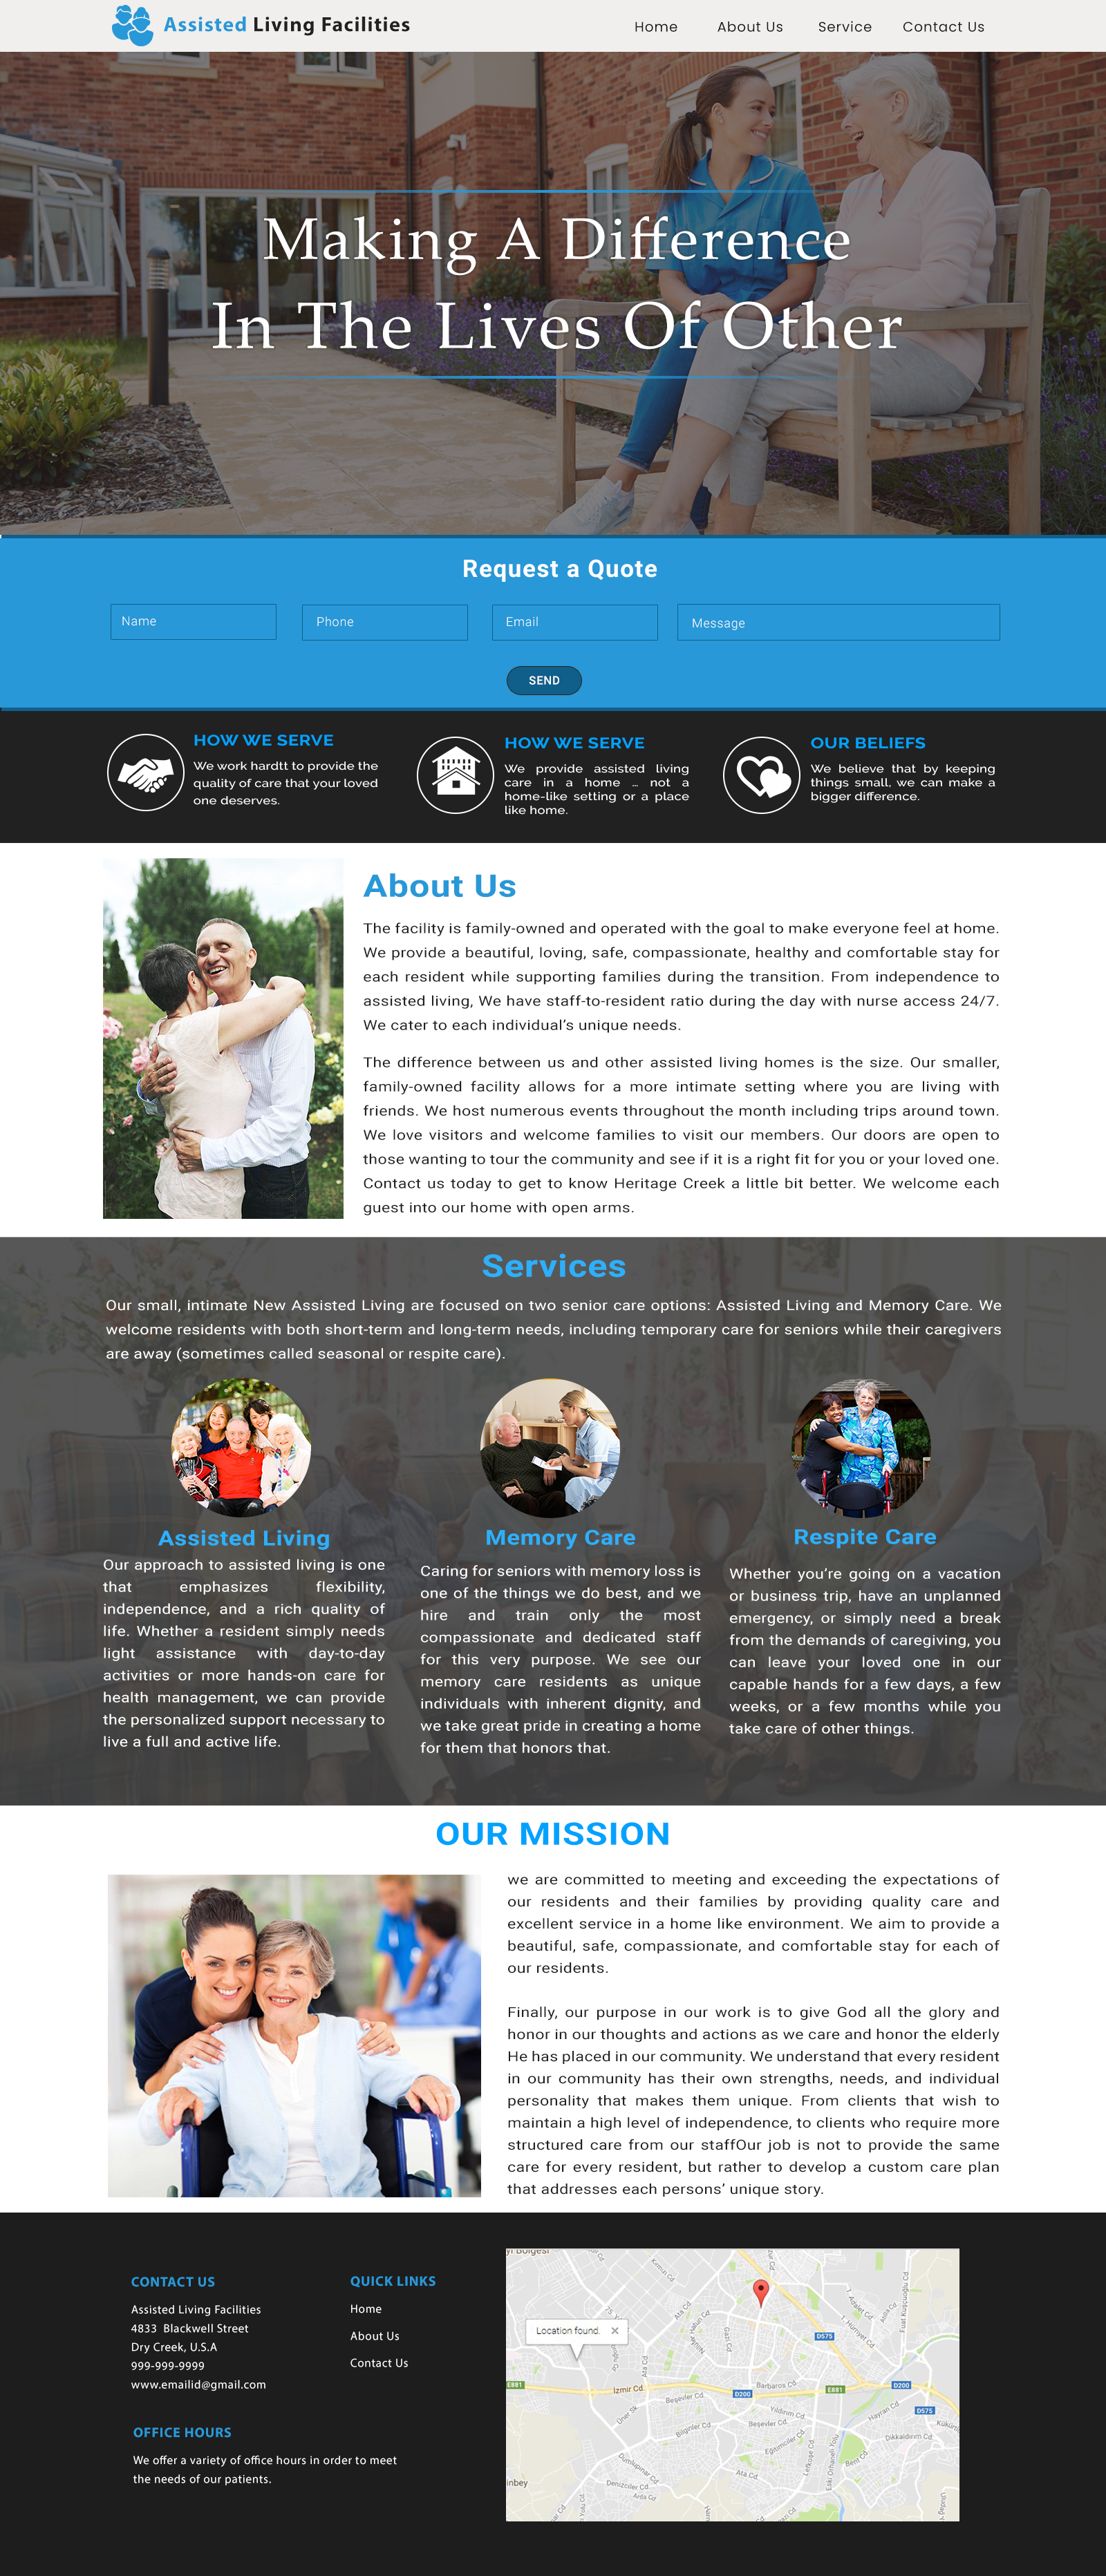 Assisted Living Facilities
Home About Us Service Contact Us
Making A Difference
In The Lives Of Other
Request a Quote
Name Phone Email Message
SEND
HOW WE SERVE
We work hardtt to provide the
quality of care that your loved
one deserves.
HOW WE SERVE
We provide assisted living
care in a home ... not a
home-like setting or a place
like home.
OUR BELIEFS
We believe that by keeping
things small, we can make a
bigger difference.
About Us
The facility is family-owned and operated with the goal to make everyone feel at home.
We provide a beautiful, loving, safe, compassionate, healthy and comfortable stay for
each resident while supporting families during the transition. From independence to
assisted living, We have staff-to-resident ratio during the day with nurse access 24/7.
We cater to each individual’s unique needs.
The difference between us and other assisted living homes is the size. Our smaller,
family-owned facility allows for a more intimate setting where you are living with
friends. We host numerous events throughout the month including trips around town.
We love visitors and welcome families to visit our members. Our doors are open to
those wanting to tour the community and see if it is a right fit for you or your loved one.
Contact us today to get to know Heritage Creek a little bit better. We welcome each
guest into our home with open arms.
Services
Our small, intimate New Assisted Living are focused on two senior care options: Assisted Living and Memory Care. We
welcome residents with both short-term and long-term needs, including temporary care for seniors while their caregivers
are away (sometimes called seasonal or respite care).
Assisted Living
Our approach to assisted living is one
that emphasizes flexibility,
independence, and a rich quality of
life. Whether a resident simply needs
light assistance with day-to-day
activities or more hands-on care for
health management, we can provide
the personalized support necessary to
live a full and active life.
Memory Care
Caring for seniors with memory loss is
one of the things we do best, and we
hire and train only the most
compassionate and dedicated staff
for this very purpose. We see our
memory care residents as unique
individuals with inherent dignity, and
we take great pride in creating a home
for them that honors that.
Respite Care
Whether you’re going on a vacation
or business trip, have an unplanned
emergency, or simply need a break
from the demands of caregiving, you
can leave your loved one in our
capable hands for a few days, a few
weeks, or a few months while you
take care of other things.
OUR MISSION
we are committed to meeting and exceeding the expectations of
our residents and their families by providing quality care and
excellent service in a home like environment. We aim to provide a
beautiful, safe, compassionate, and comfortable stay for each of
our residents.
Finally, our purpose in our work is to give God all the glory and
honor in our thoughts and actions as we care and honor the elderly
He has placed in our community. We understand that every resident
in our community has their own strengths, needs, and individual
personality that makes them unique. From clients that wish to
maintain a high level of independence, to clients who require more
structured care from our staffOur job is not to provide the same
care for every resident, but rather to develop a custom care plan
that addresses each persons’ unique story.
CONTACT US
Assisted Living Facilities
4833 Blackwell Street
Dry Creek, U.S.A
999-999-9999
www.emailid@gmail.com
OFFICE HOURS
We offer a variety of office hours in order to meet
the needs of our patients.
QUICK LINKS
Home
About Us
Contact Us
Location found.
D575
E881
İzmir Cd.
D200
Barbaros Cd.
E881
D200
D575
Beşevler Cd.
Yıldırım Cd.
Hayran Cd.
Bilginler Cd.
Beşevler Cd.
Eğitimciler Cd.
Dikkaldırım Cd.
Ata Cd.
Denizciler Cd.
Arda Cd.
inbey